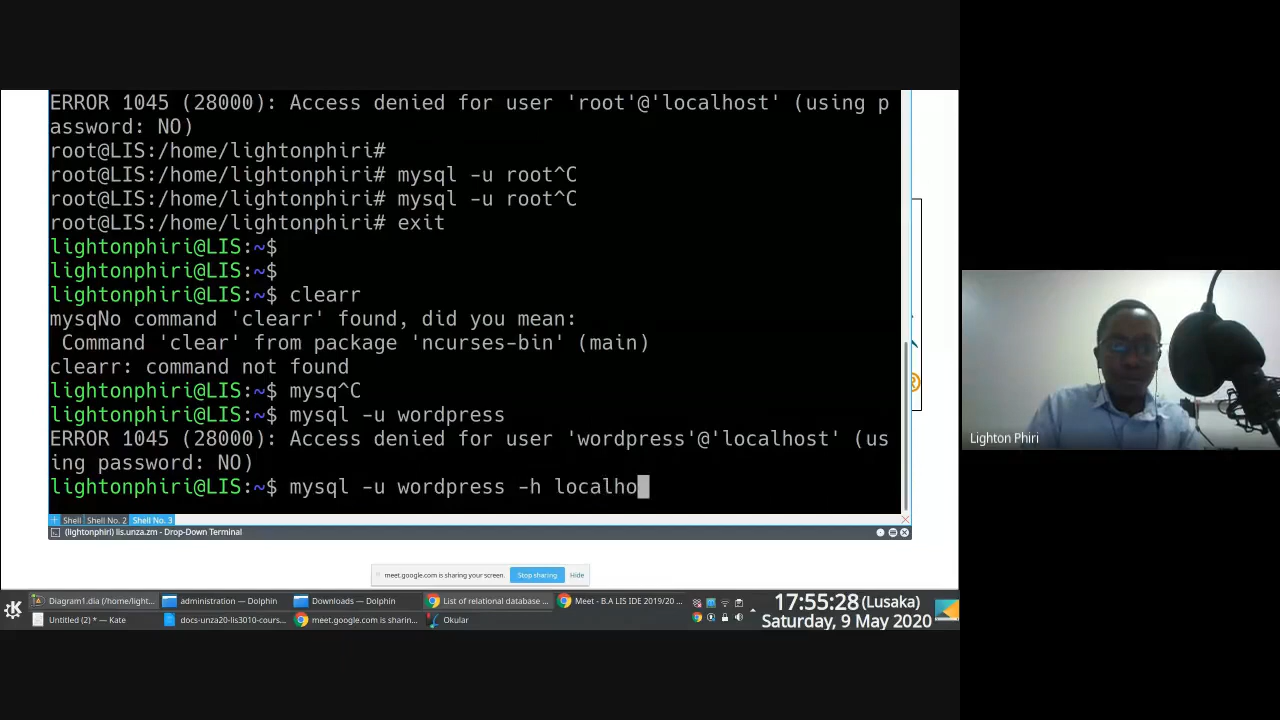 ERROR 1045 (28000): Access denied for user 'root'@'localhost' (using p
assword: NO)
root@LIS:/home/lightonphiri#
root@LIS:/home/lightonphiri# mysql -u root^C
root@LIS:/home/lightonphiri# mysql -u root^C
root@LIS:/home/lightonphiri# exit
lightonphiri@LIS:~$
lightonphiri@LIS:~$
lightonphiri@LIS:~$ clearr
mysqNo command 'clearr' found, did you mean:
Command 'clear' from package 'ncurses-bin' (main)
clearr: command not found
lightonphiri@LIS:~$ mysq^C
lightonphiri@LIS:~$ mysql -u wordpress
ERROR 1045 (28000): Access denied for user 'wordpress'@'localhost' (us
ing password: NO)
lightonphiri@LIS:~$ mysql -u wordpress -h localho
Shell Shell No. 2 Shell No. 3
(lightonphiri) lis.unza.zm - Drop-Down Terminal
Lighton Phiri
meet.google.com is sharing your screen. Stop sharing Hide
Diagram1.dia (/home/light... administration — Dolphin Downloads — Dolphin List of relational database ... Meet - B.A LIS IDE 2019/20 ...
Untitled (2) * — Kate docs-unza20-lis3010-cours... meet.google.com is sharin... Okular
17:55:28 (Lusaka)
Saturday, 9 May 2020